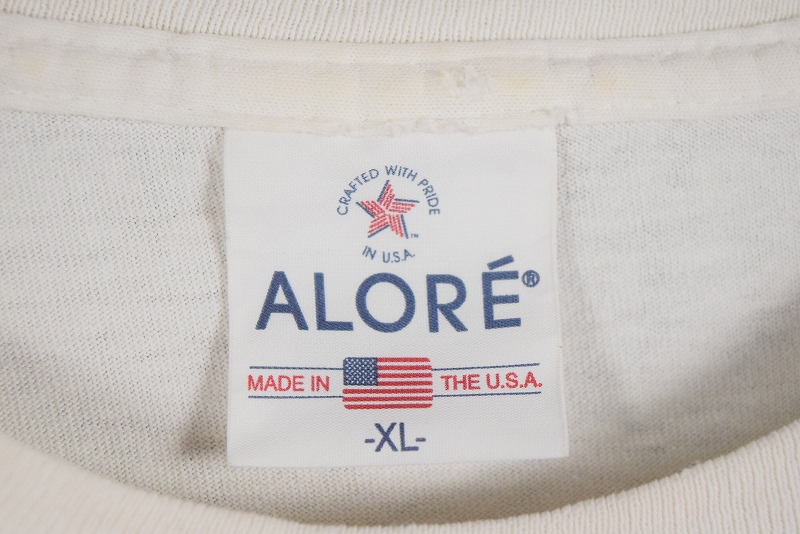 CRAFTED WITH PRIDE
™
IN U.S.A.
ALORÉ®
MADE IN THE U.S.A.
-XL-